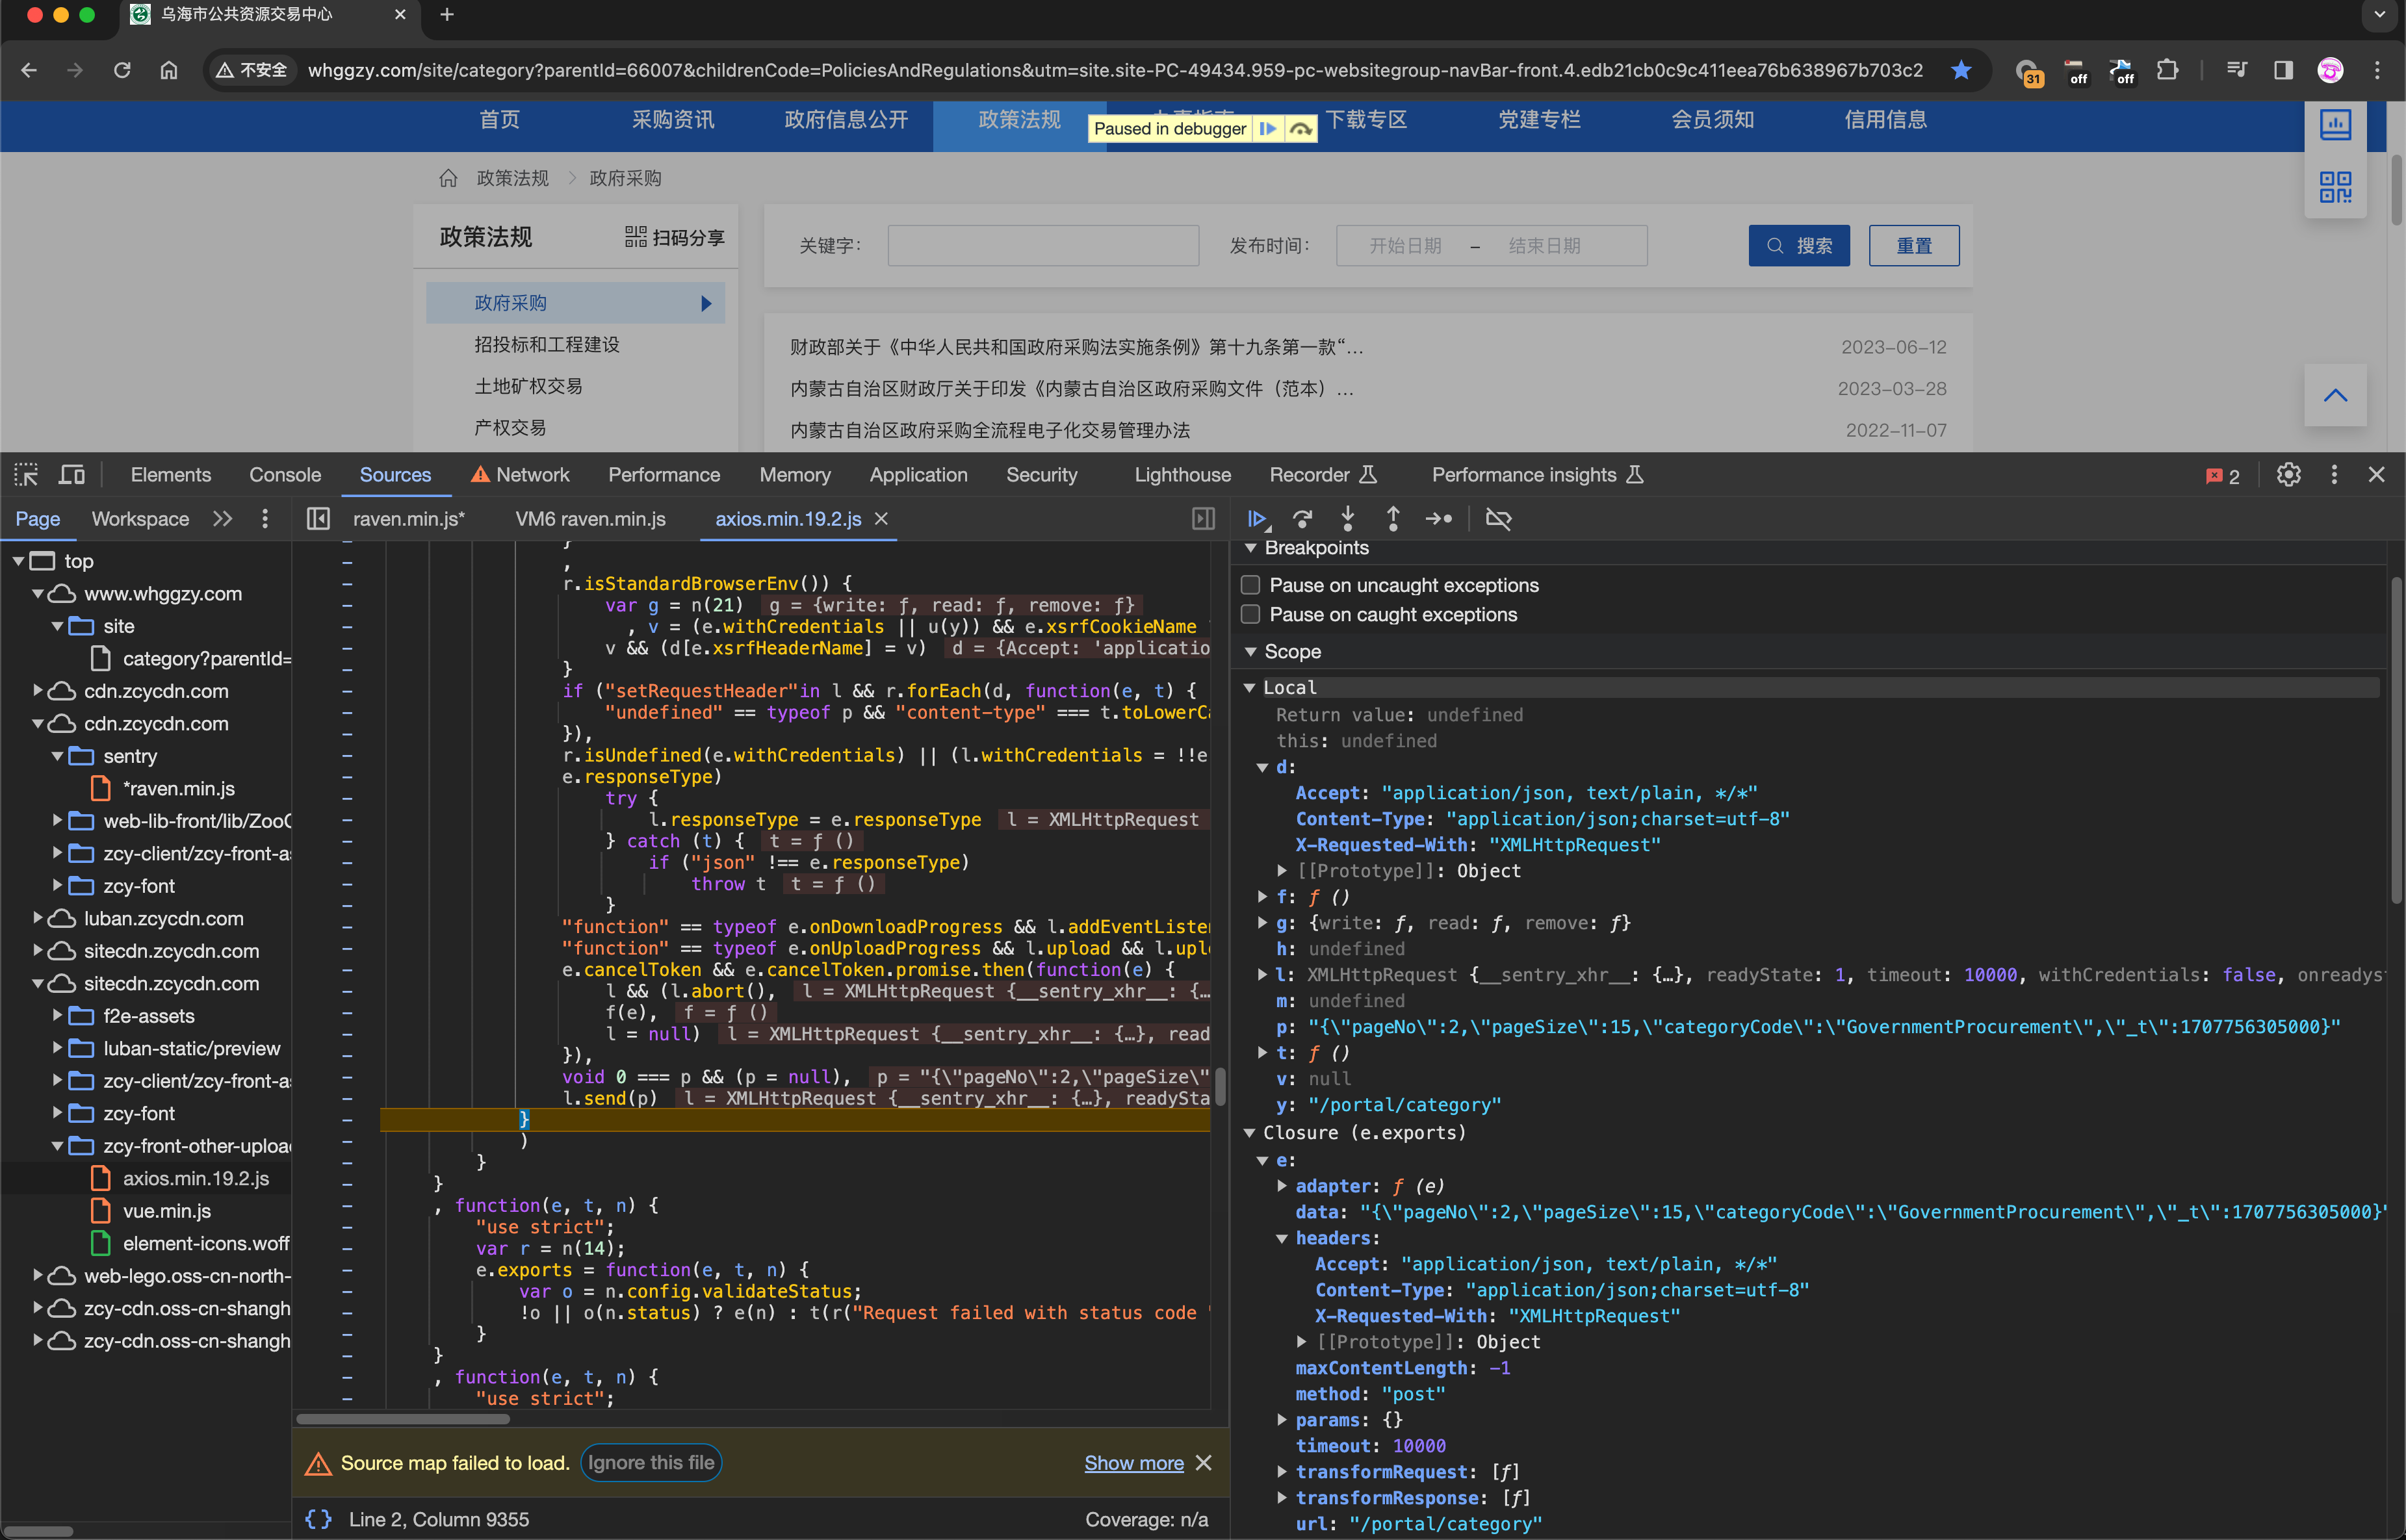 乌海市公共资源交易中心
不安全
whggzy.com/site/category?parentId=66007&childrenCode=PoliciesAndRegulations&utm=site.site-PC-49434.959-pc-websitegroup-navBar-front.4.edb21cb0c9c411eea76b638967b703c2
31
off
off
首页
采购资讯
政府信息公开
政策法规
Paused in debugger
下载专区
党建专栏
会员须知
信用信息
政策法规
政府采购
政策法规
扫码分享
关键字：
发布时间：
开始日期
–
结束日期
搜索
重置
政府采购
招投标和工程建设
土地矿权交易
产权交易
财政部关于《中华人民共和国政府采购法实施条例》第十九条第一款“...
2023-06-12
内蒙古自治区财政厅关于印发《内蒙古自治区政府采购文件（范本）...
2023-03-28
内蒙古自治区政府采购全流程电子化交易管理办法
2022-11-07
Elements
Console
Sources
Network
Performance
Memory
Application
Security
Lighthouse
Recorder
Performance insights
2
Page
Workspace
raven.min.js*
VM6 raven.min.js
axios.min.19.2.js
top
www.whggzy.com
site
category?parentId=
cdn.zcycdn.com
cdn.zcycdn.com
sentry
*raven.min.js
web-lib-front/lib/Zoo
zcy-client/zcy-front-as
zcy-font
luban.zcycdn.com
sitecdn.zcycdn.com
sitecdn.zcycdn.com
f2e-assets
luban-static/preview
zcy-client/zcy-front-as
zcy-font
zcy-front-other-uploa
axios.min.19.2.js
vue.min.js
element-icons.woff
web-lego.oss-cn-north-
zcy-cdn.oss-cn-shangh
zcy-cdn.oss-cn-shangh
}
,
r.isStandardBrowserEnv()) {
var g = n(21) g = {write: ƒ, read: ƒ, remove: ƒ}
, v = (e.withCredentials || u(y)) && e.xsrfCookieName
v && (d[e.xsrfHeaderName] = v) d = {Accept: 'applicatio
}
if ("setRequestHeader"in l && r.forEach(d, function(e, t) {
"undefined" == typeof p && "content-type" === t.toLowerCa
}),
r.isUndefined(e.withCredentials) || (l.withCredentials = !!e
e.responseType)
try {
l.responseType = e.responseType l = XMLHttpRequest
} catch (t) { t = ƒ ()
if ("json" !== e.responseType)
throw t t = ƒ ()
}
"function" == typeof e.onDownloadProgress && l.addEventListe
"function" == typeof e.onUploadProgress && l.upload && l.upl
e.cancelToken && e.cancelToken.promise.then(function(e) {
l && (l.abort(), l = XMLHttpRequest {__sentry_xhr__: {…
f(e), f = ƒ ()
l = null) l = XMLHttpRequest {__sentry_xhr__: {…}, read
}),
void 0 === p && (p = null), p = "{\"pageNo\":2,\"pageSize\"
l.send(p) l = XMLHttpRequest {__sentry_xhr__: {…}, readySta
}
)
}
}
, function(e, t, n) {
"use strict";
var r = n(14);
e.exports = function(e, t, n) {
var o = n.config.validateStatus;
!o || o(n.status) ? e(n) : t(r("Request failed with status code "
}
}
, function(e, t, n) {
"use strict";
Source map failed to load.
Ignore this file
Show more
{ } Line 2, Column 9355
Coverage: n/a
Breakpoints
Pause on uncaught exceptions
Pause on caught exceptions
Scope
Local
Return value: undefined
this: undefined
d:
Accept: "application/json, text/plain, */*"
Content-Type: "application/json;charset=utf-8"
X-Requested-With: "XMLHttpRequest"
[[Prototype]]: Object
f: ƒ ()
g: {write: ƒ, read: ƒ, remove: ƒ}
h: undefined
l: XMLHttpRequest {__sentry_xhr__: {…}, readyState: 1, timeout: 10000, withCredentials: false, onreadyst
m: undefined
p: "{\"pageNo\":2,\"pageSize\":15,\"categoryCode\":\"GovernmentProcurement\",\"_t\":1707756305000}"
t: ƒ ()
v: null
y: "/portal/category"
Closure (e.exports)
e:
adapter: ƒ (e)
data: "{\"pageNo\":2,\"pageSize\":15,\"categoryCode\":\"GovernmentProcurement\",\"_t\":1707756305000}"
headers:
Accept: "application/json, text/plain, */*"
Content-Type: "application/json;charset=utf-8"
X-Requested-With: "XMLHttpRequest"
[[Prototype]]: Object
maxContentLength: -1
method: "post"
params: {}
timeout: 10000
transformRequest: [ƒ]
transformResponse: [ƒ]
url: "/portal/category"